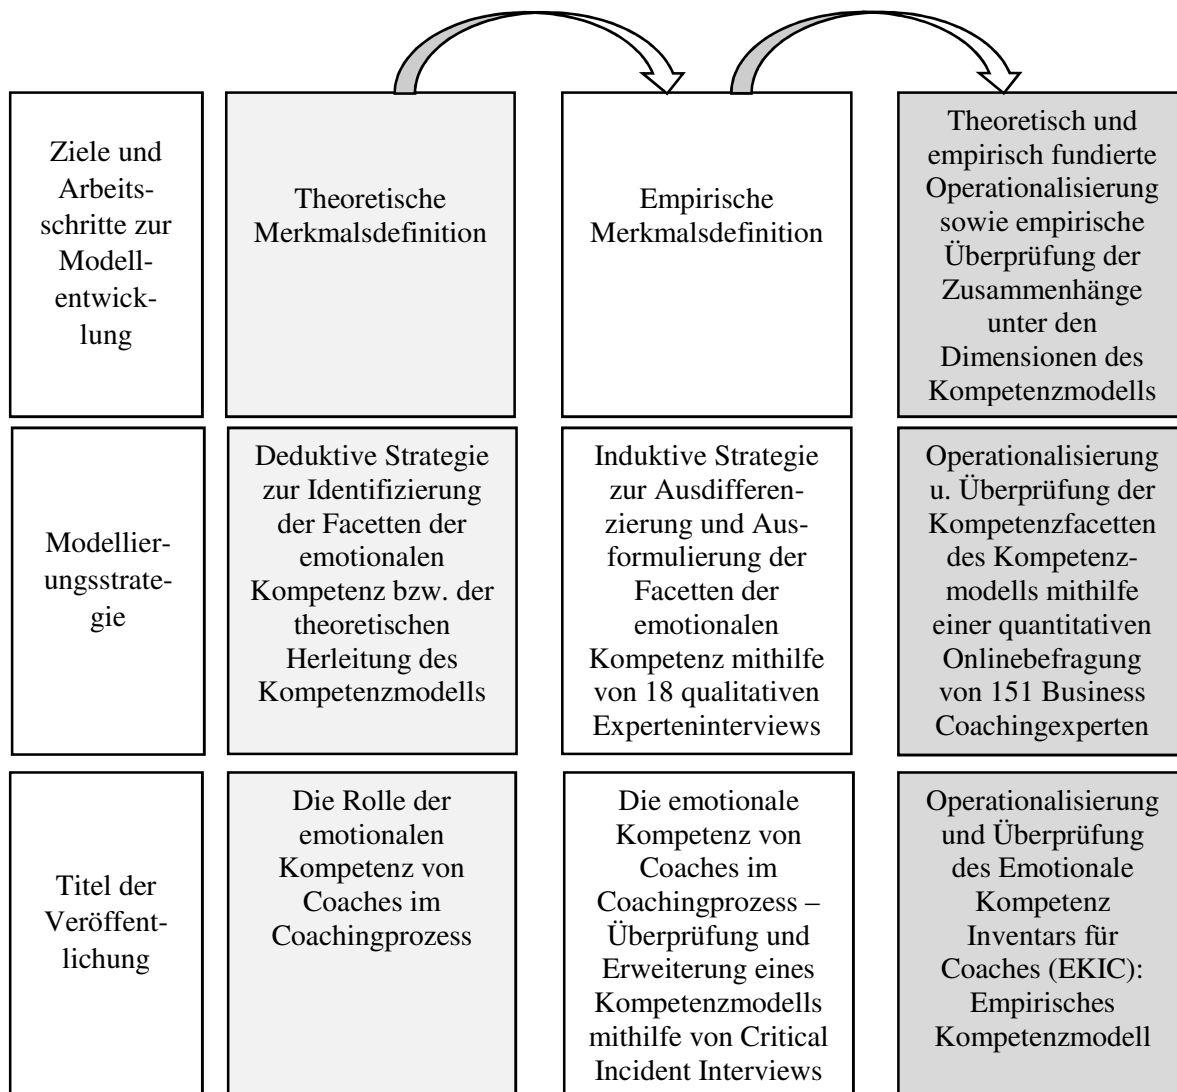 Ziele und
Arbeits-
schritte zur
Modell-
entwick-
lung
Theoretische
Merkmalsdefinition
Empirische
Merkmalsdefinition
Theoretisch und
empirisch fundierte
Operationalisierung
sowie empirische
Überprüfung der
Zusammenhänge
unter den
Dimensionen des
Kompetenzmodells
Modellier-
ungsstrate-
gie
Deduktive Strategie
zur Identifizierung
der Facetten der
emotionalen
Kompetenz bzw. der
theoretischen
Herleitung des
Kompetenzmodells
Induktive Strategie
zur Ausdifferen-
zierung und Aus-
formulierung der
Facetten der
emotionalen
Kompetenz mithilfe
von 18 qualitativen
Experteninterviews
Operationalisierung
u. Überprüfung der
Kompetenzfacetten
des Kompetenz-
modells mithilfe
einer quantitativen
Onlinebefragung
von 151 Business
Coachingexperten
Titel der
Veröffent-
lichung
Die Rolle der
emotionalen
Kompetenz von
Coaches im
Coachingprozess
Die emotionale
Kompetenz von
Coaches im
Coachingprozess –
Überprüfung und
Erweiterung eines
Kompetenzmodells
mithilfe von Critical
Incident Interviews
Operationalisierung
und Überprüfung
des Emotionale
Kompetenz
Inventars für
Coaches (EKIC):
Empirisches
Kompetenzmodell